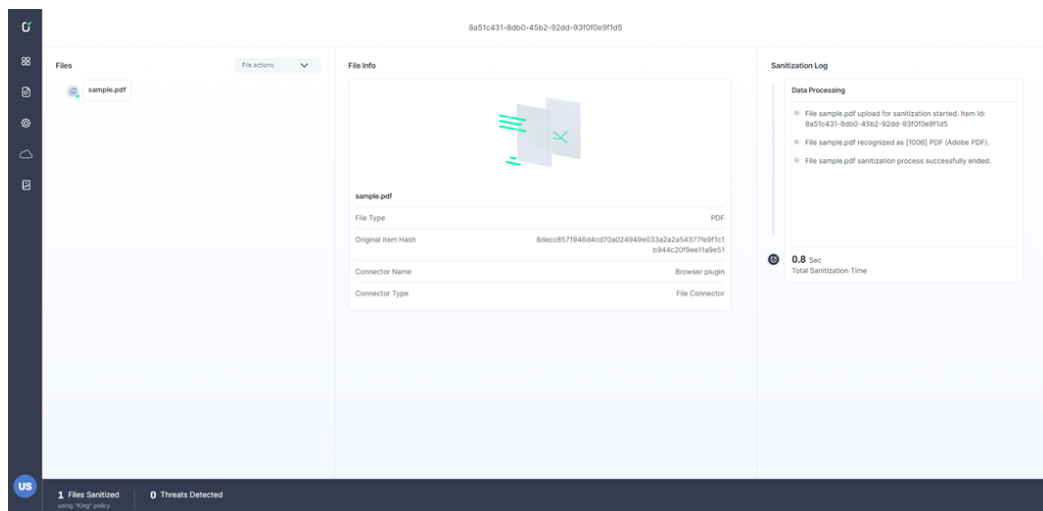 8a51c431-8db0-45b2-92dd-93f0f0e9f1d5
Files
File actions
sample.pdf
File Info
sample.pdf
File Type PDF
Original Item Hash 8decc8571946d4cd70a024949e033a2a2a54377fe9f1c1
b944c20f9ee11a9e51
Connector Name Browser plugin
Connector Type File Connector
Sanitization Log
Data Processing
File sample.pdf upload for sanitization started. Item Id:
8a51c431-8db0-45b2-92dd-93f0f0e9f1d5
File sample.pdf recognized as [1006] PDF (Adobe PDF).
File sample.pdf sanitization process successfully ended.
0.8 Sec
Total Sanitization Time
US
1 Files Sanitized
using "King" policy
0 Threats Detected